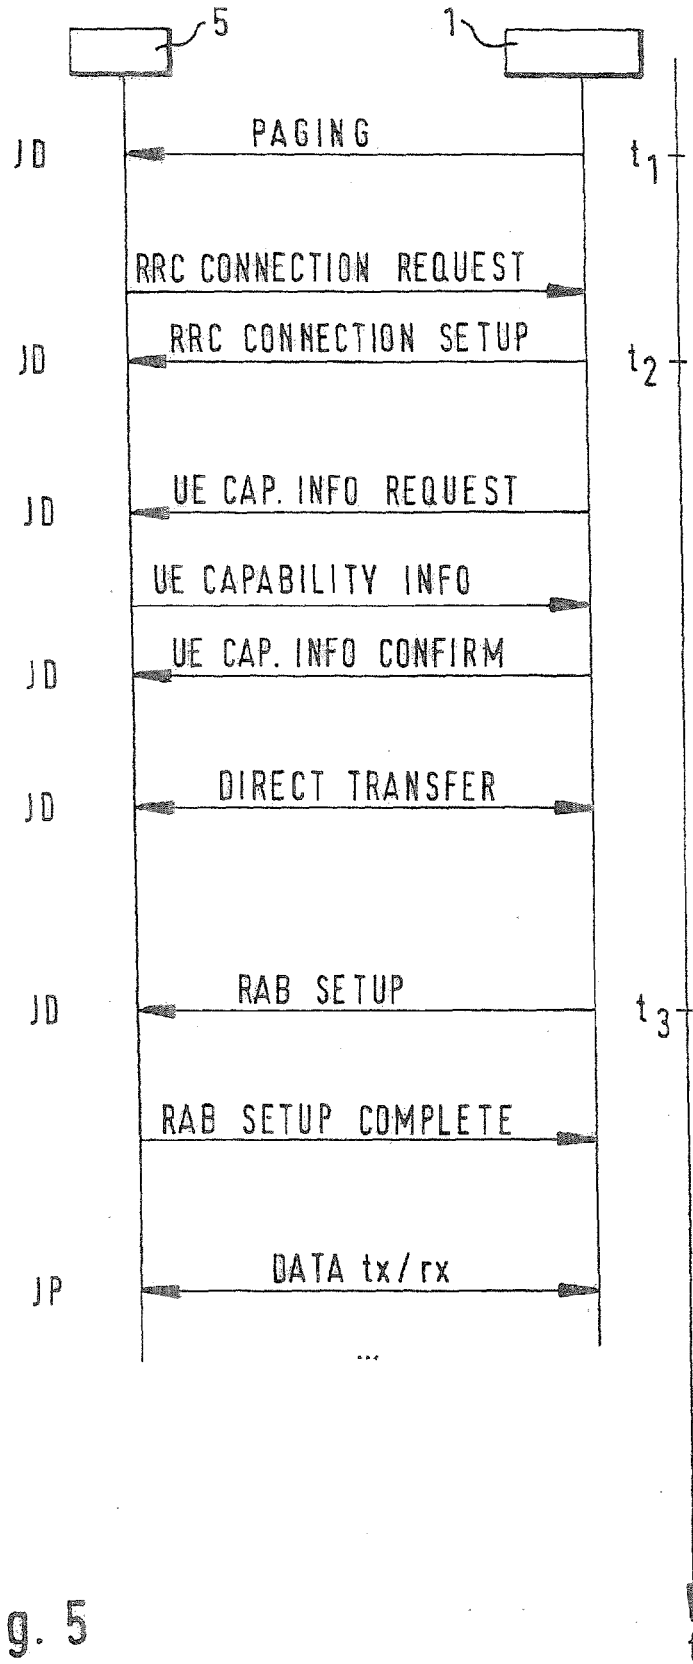 5 1
JD PAGING t1
RRC CONNECTION REQUEST
JD RRC CONNECTION SETUP t2
JD UE CAP. INFO REQUEST
UE CAPABILITY INFO
JD UE CAP. INFO CONFIRM
JD DIRECT TRANSFER
JD RAB SETUP t3
RAB SETUP COMPLETE
JP DATA tx/rx
...
g. 5 t